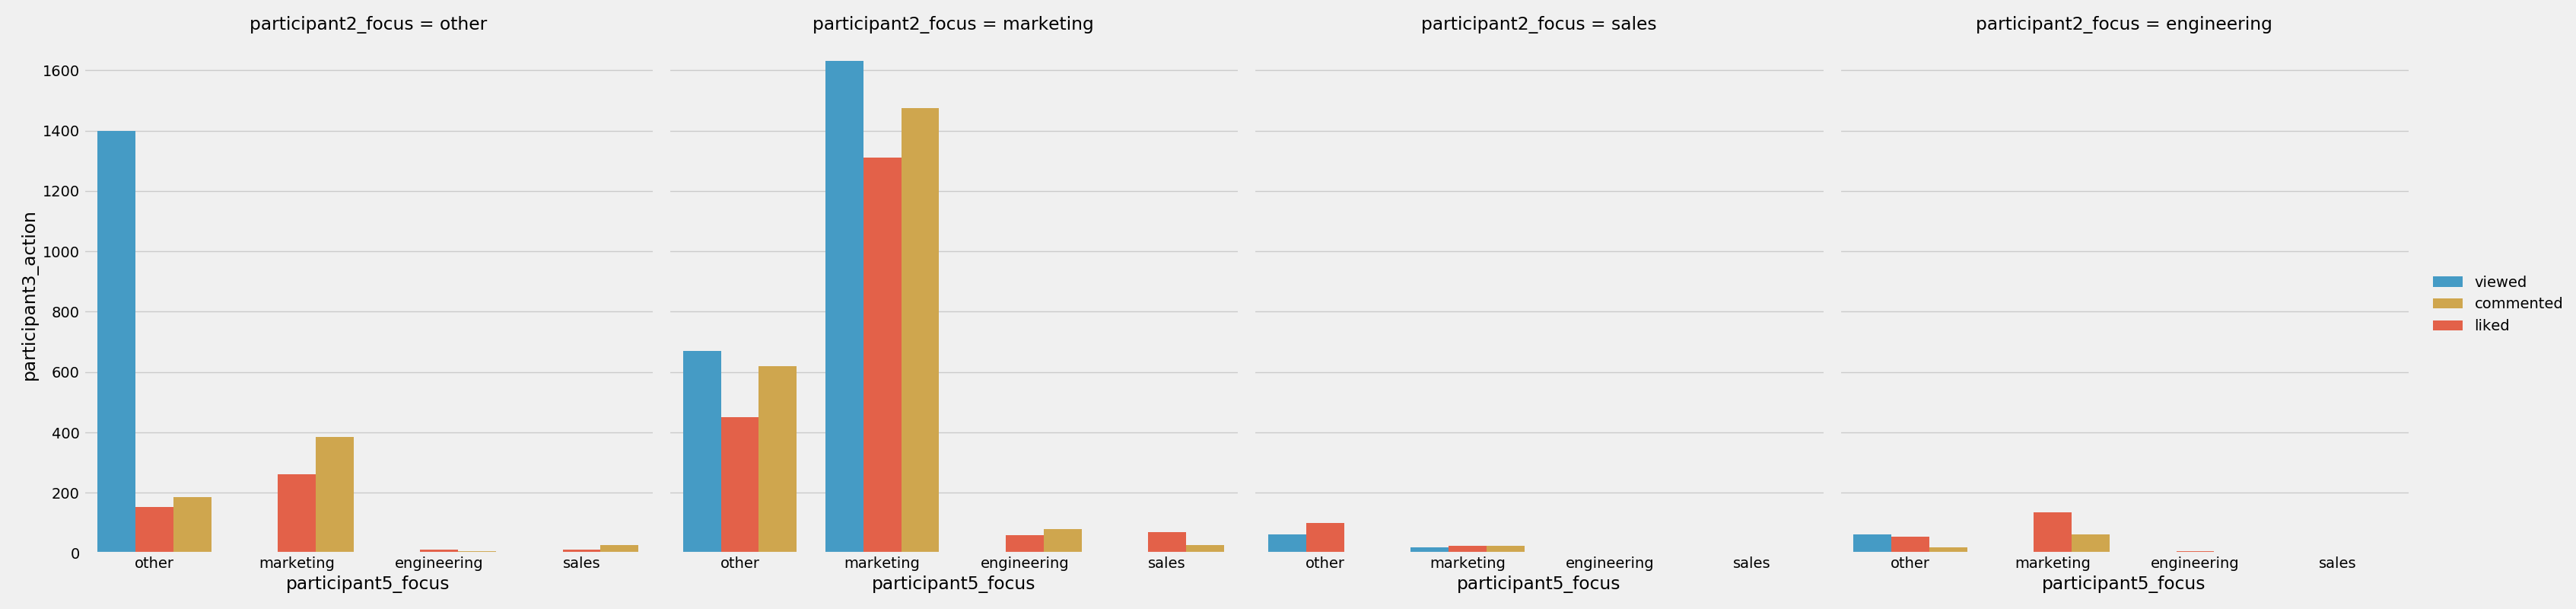 participant2_focus = other
participant2_focus = marketing
participant2_focus = sales
participant2_focus = engineering
participant3_action
1600
1400
1200
1000
800
600
400
200
0
other marketing engineering sales
other marketing engineering sales
other marketing engineering sales
other marketing engineering sales
participant5_focus
participant5_focus
participant5_focus
participant5_focus
viewed
commented
liked